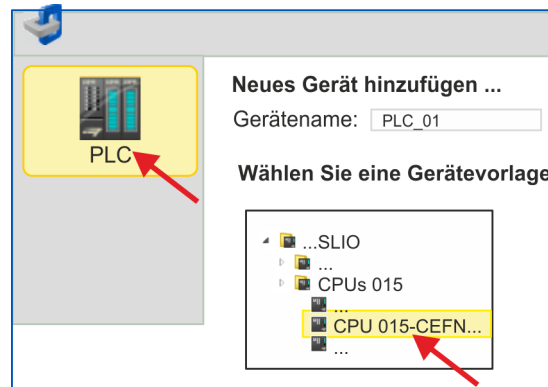 Neues Gerät hinzufügen ...
Gerätename: PLC_01
PLC
Wählen Sie eine Gerätevorlage
...SLIO
...
CPUs 015
...
CPU 015-CEFN...
...